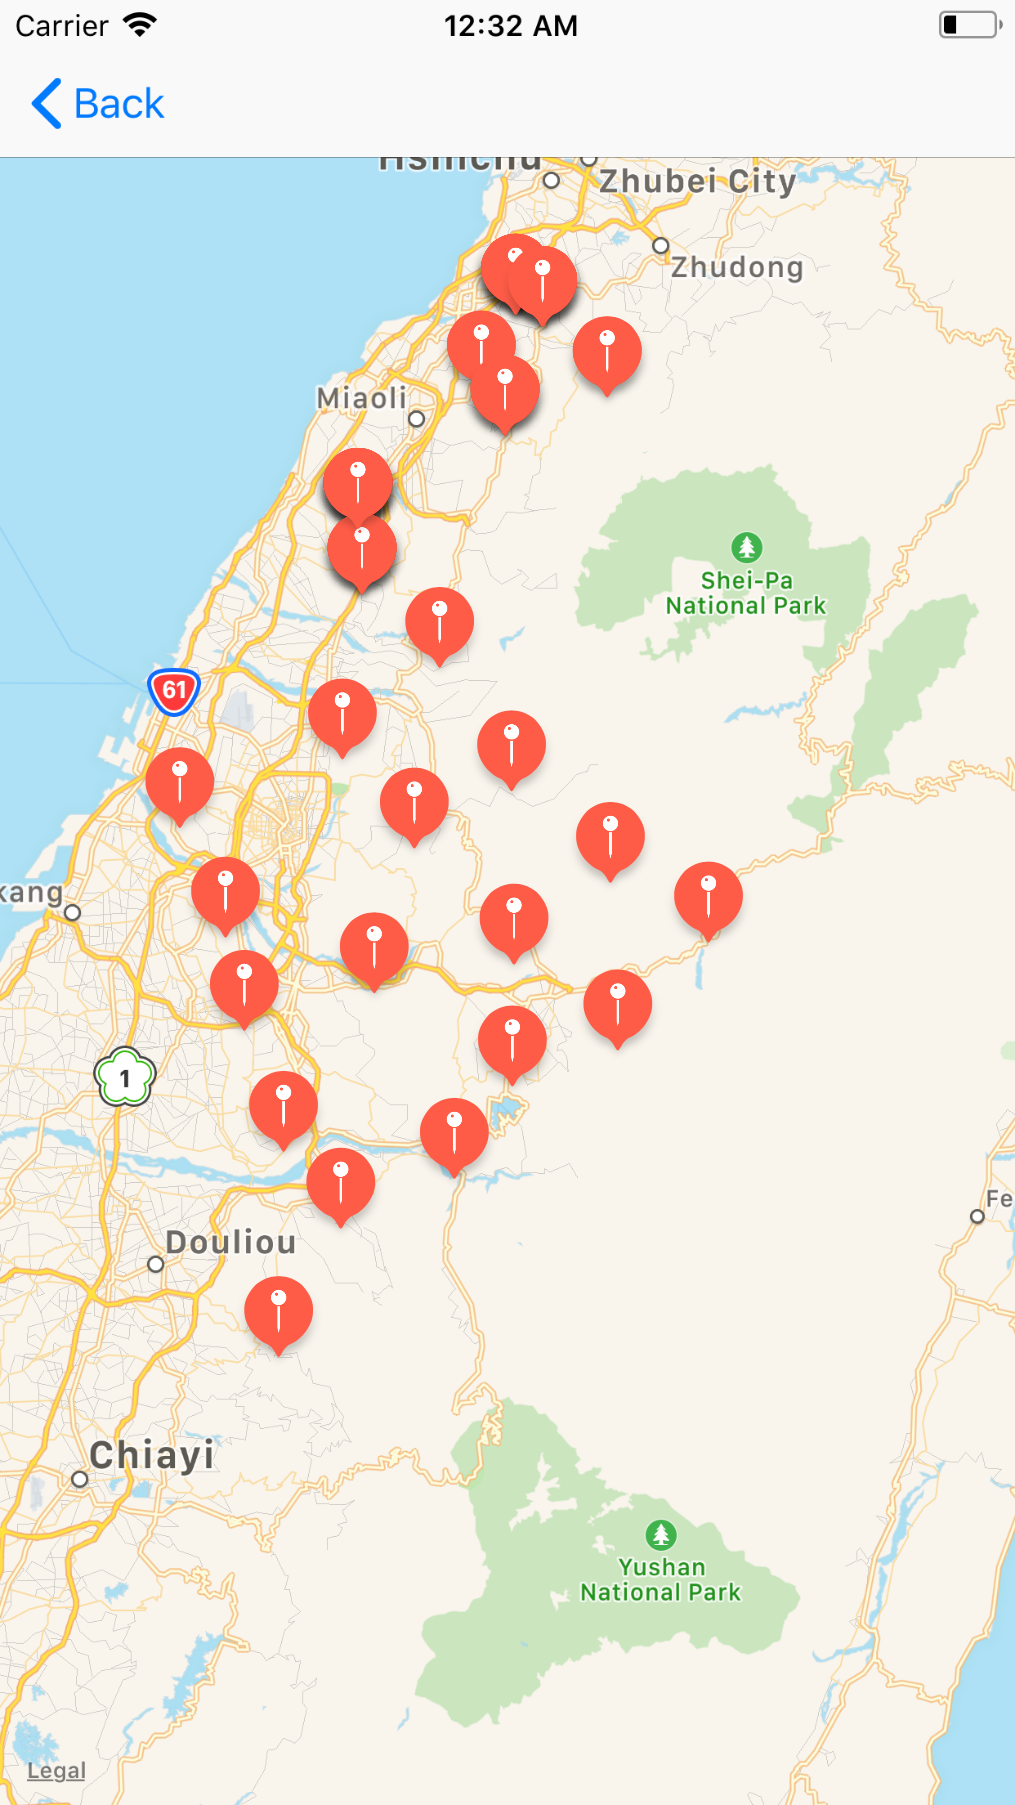 Carrier
12:32 AM
Back
Hsinchu
Zhubei City
Zhudong
Miaoli
Shei-Pa
National Park
61
kang
1
Fe
Douliou
Chiayi
Yushan
National Park
Legal